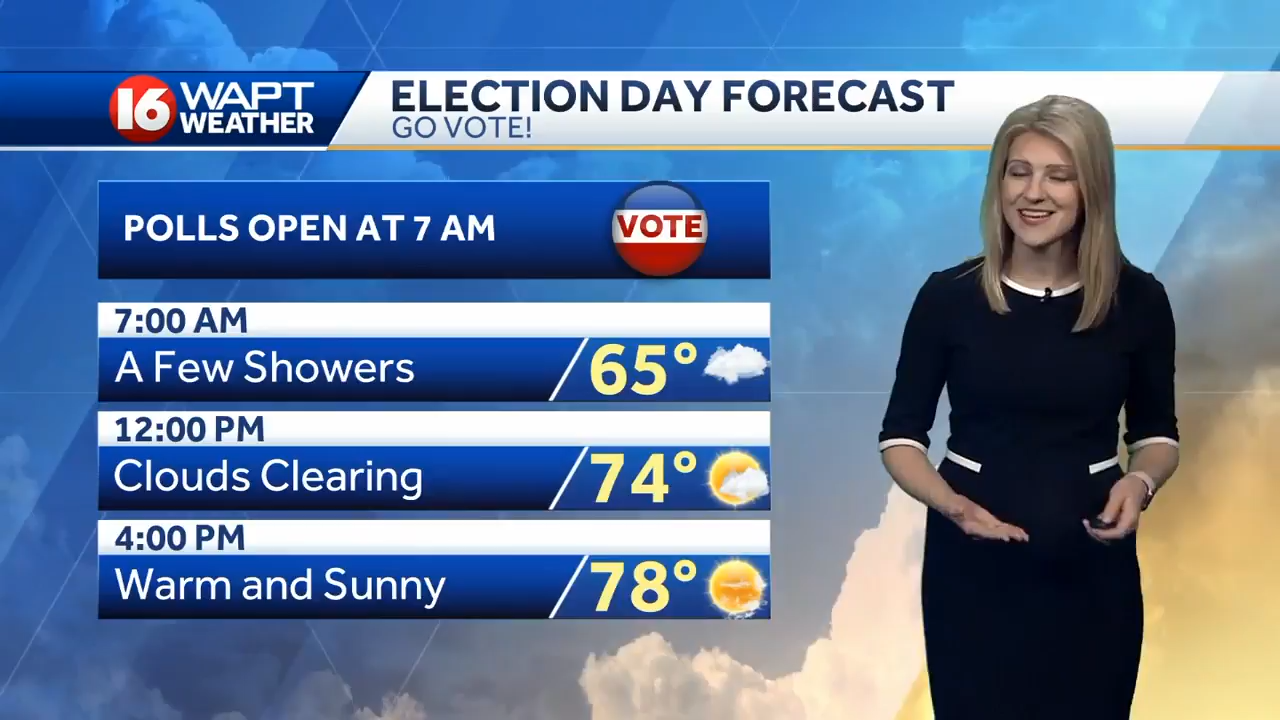 16 WAPT
WEATHER
ELECTION DAY FORECAST
GO VOTE!
POLLS OPEN AT 7 AM
VOTE
7:00 AM
A Few Showers
65°
12:00 PM
Clouds Clearing
74°
4:00 PM
Warm and Sunny
78°